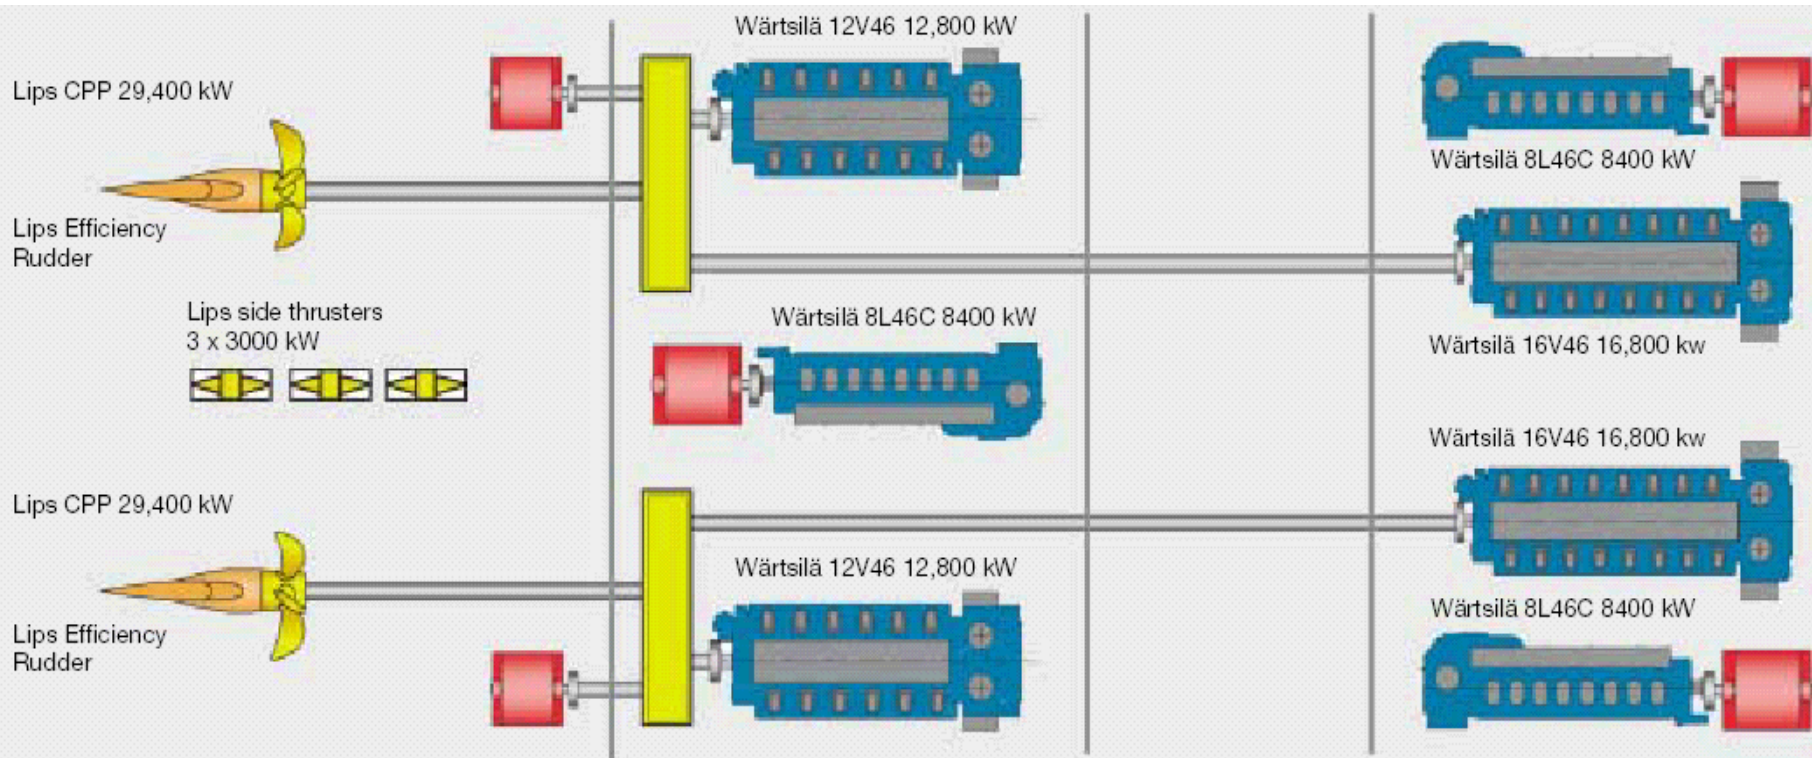 Wärtsilä 12V46 12,800 kW
Lips CPP 29,400 kW
Wärtsilä 8L46C 8400 kW
Lips Efficiency
Rudder
Lips side thrusters
3 x 3000 kW
Wärtsilä 8L46C 8400 kW
Wärtsilä 16V46 16,800 kw
Wärtsilä 16V46 16,800 kw
Lips CPP 29,400 kW
Wärtsilä 12V46 12,800 kW
Wärtsilä 8L46C 8400 kW
Lips Efficiency
Rudder